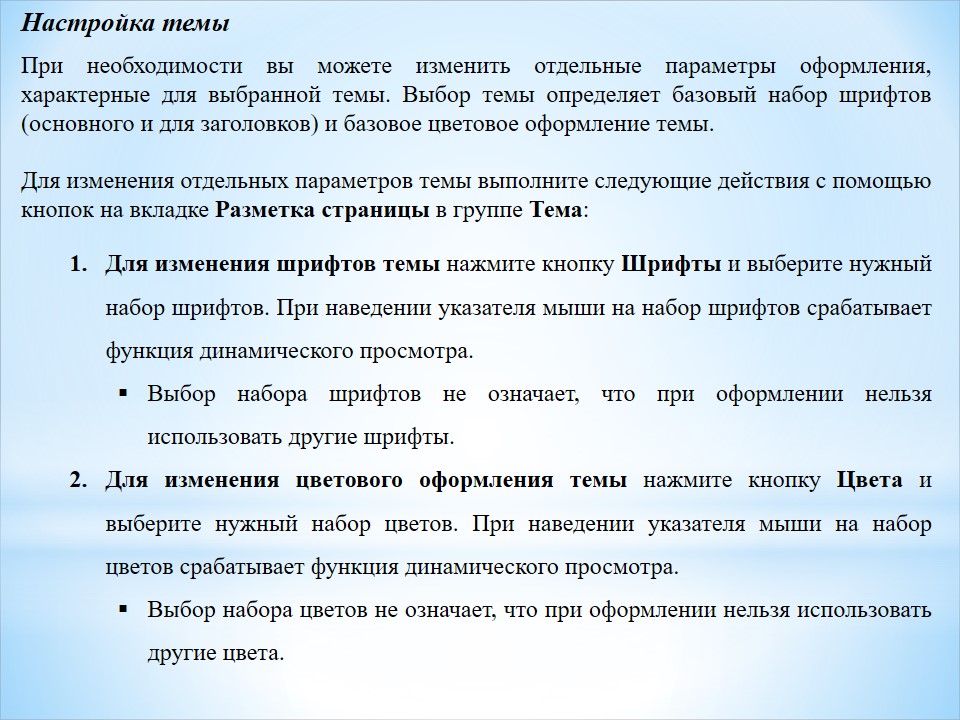 Настройка темы
При необходимости вы можете изменить отдельные параметры оформления,
характерные для выбранной темы. Выбор темы определяет базовый набор шрифтов
(основного и для заголовков) и базовое цветовое оформление темы.
Для изменения отдельных параметров темы выполните следующие действия с помощью
кнопок на вкладке Разметка страницы в группе Тема:
1. Для изменения шрифтов темы нажмите кнопку Шрифты и выберите нужный
набор шрифтов. При наведении указателя мыши на набор шрифтов срабатывает
функция динамического просмотра.
▪ Выбор набора шрифтов не означает, что при оформлении нельзя
использовать другие шрифты.
2. Для изменения цветового оформления темы нажмите кнопку Цвета и
выберите нужный набор цветов. При наведении указателя мыши на набор
цветов срабатывает функция динамического просмотра.
▪ Выбор набора цветов не означает, что при оформлении нельзя использовать
другие цвета.